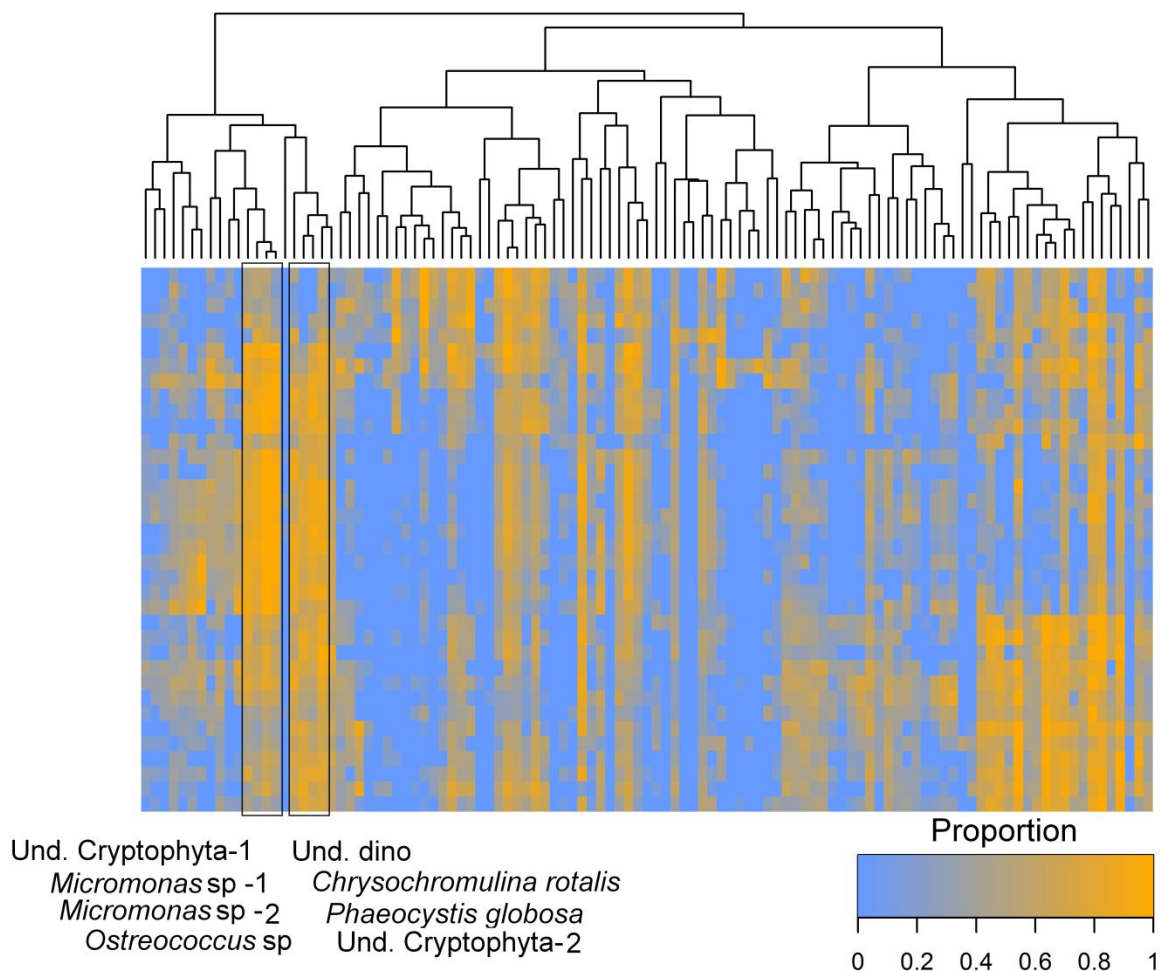 Und. Cryptophyta-1
Micromonas sp -1
Micromonas sp -2
Ostreococcus sp
Und. dino
Chrysochromulina rotalis
Phaeocystis globosa
Und. Cryptophyta-2
Proportion
0 0.2 0.4 0.6 0.8 1